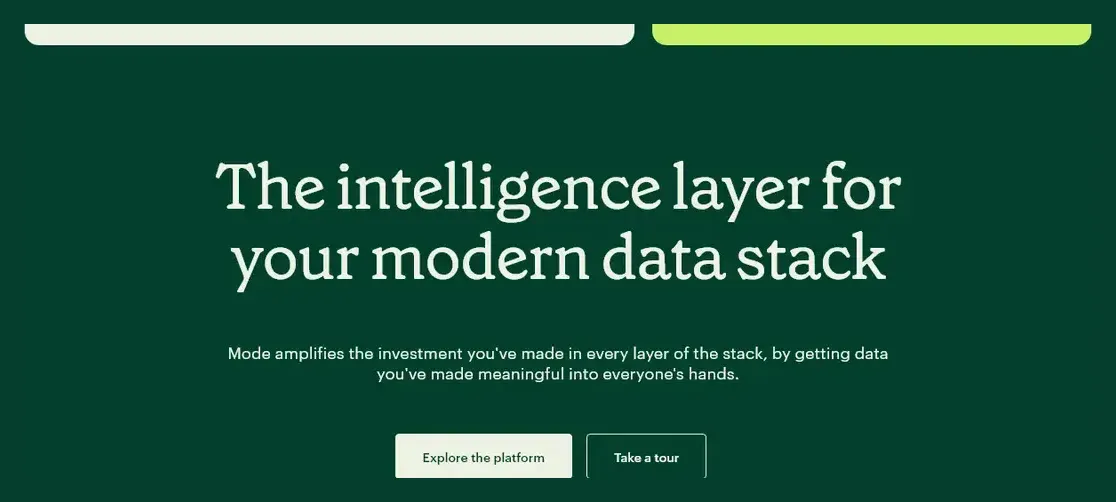 The intelligence layer for
your modern data stack
Mode amplifies the investment you've made in every layer of the stack, by getting data
you've made meaningful into everyone's hands.
Explore the platform
Take a tour